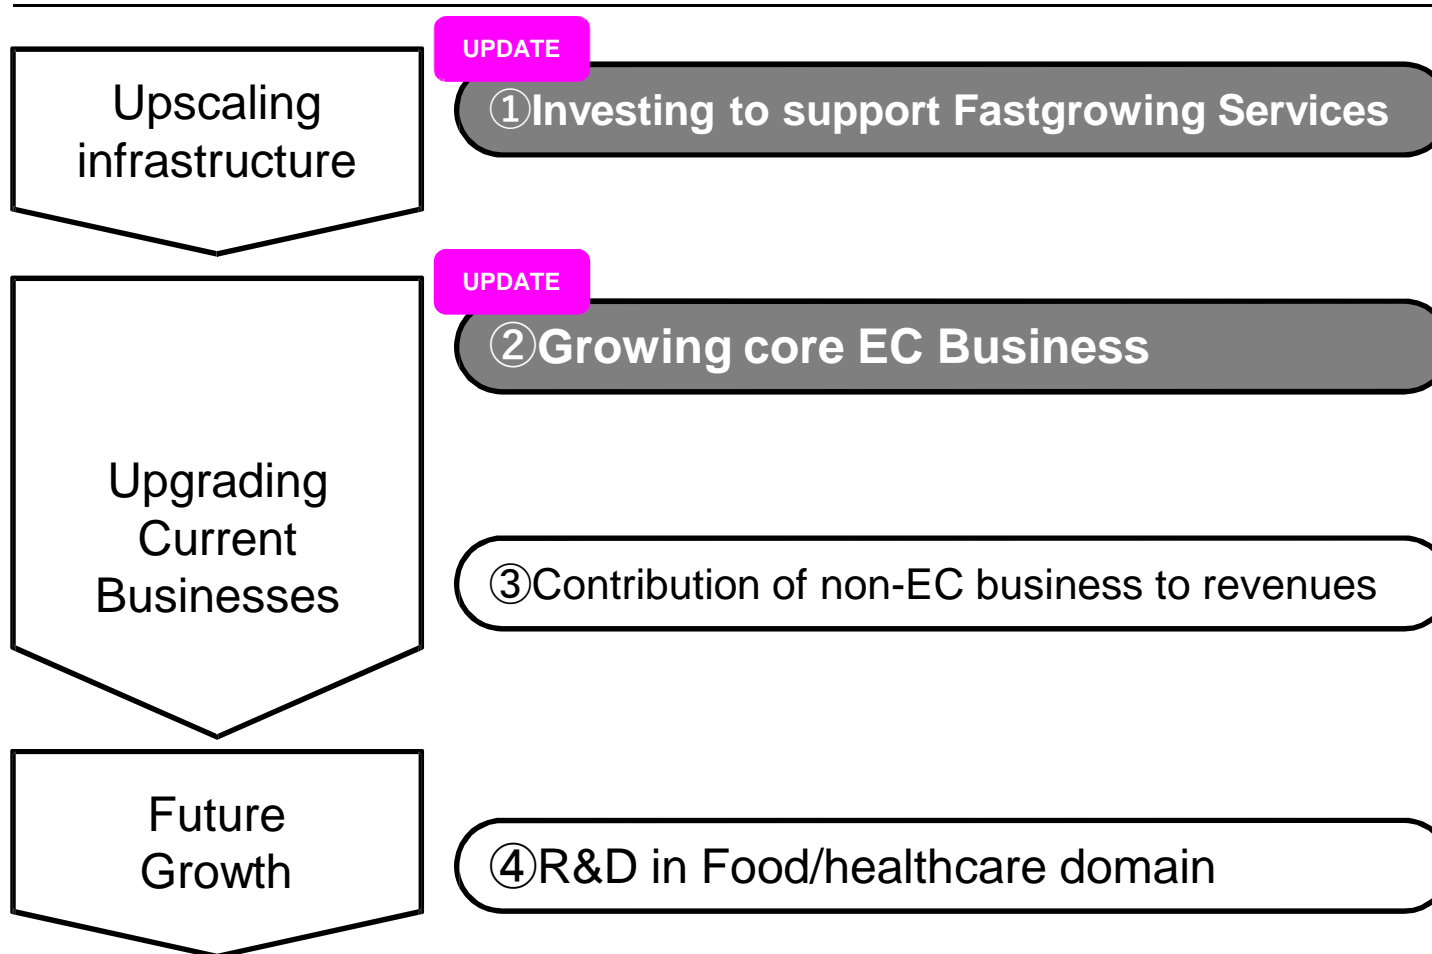 UPDATE
Upscaling
infrastructure
①Investing to support Fastgrowing Services
UPDATE
②Growing core EC Business
Upgrading
Current
Businesses
③Contribution of non-EC business to revenues
Future
Growth
④R&D in Food/healthcare domain